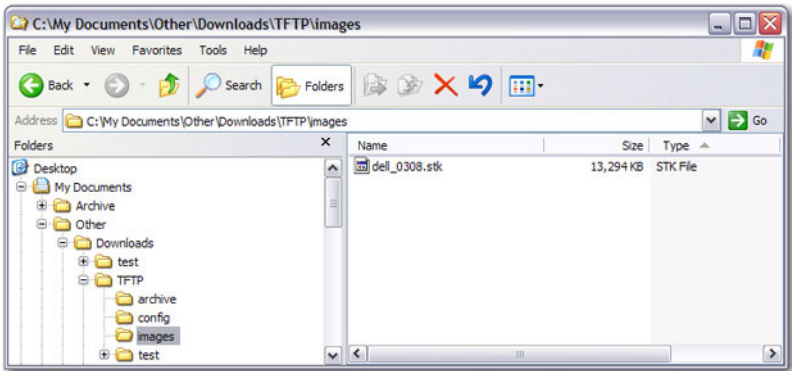 C:\My Documents\Other\Downloads\TFTP\images
File Edit View Favorites Tools Help
Back Search Folders
Address C:\My Documents\Other\Downloads\TFTP\images Go
Folders x Name Size Type
Desktop dell_0308.stk 13,294 KB STK File
My Documents
Archive
Other
Downloads
test
TFTP
archive
config
images
test